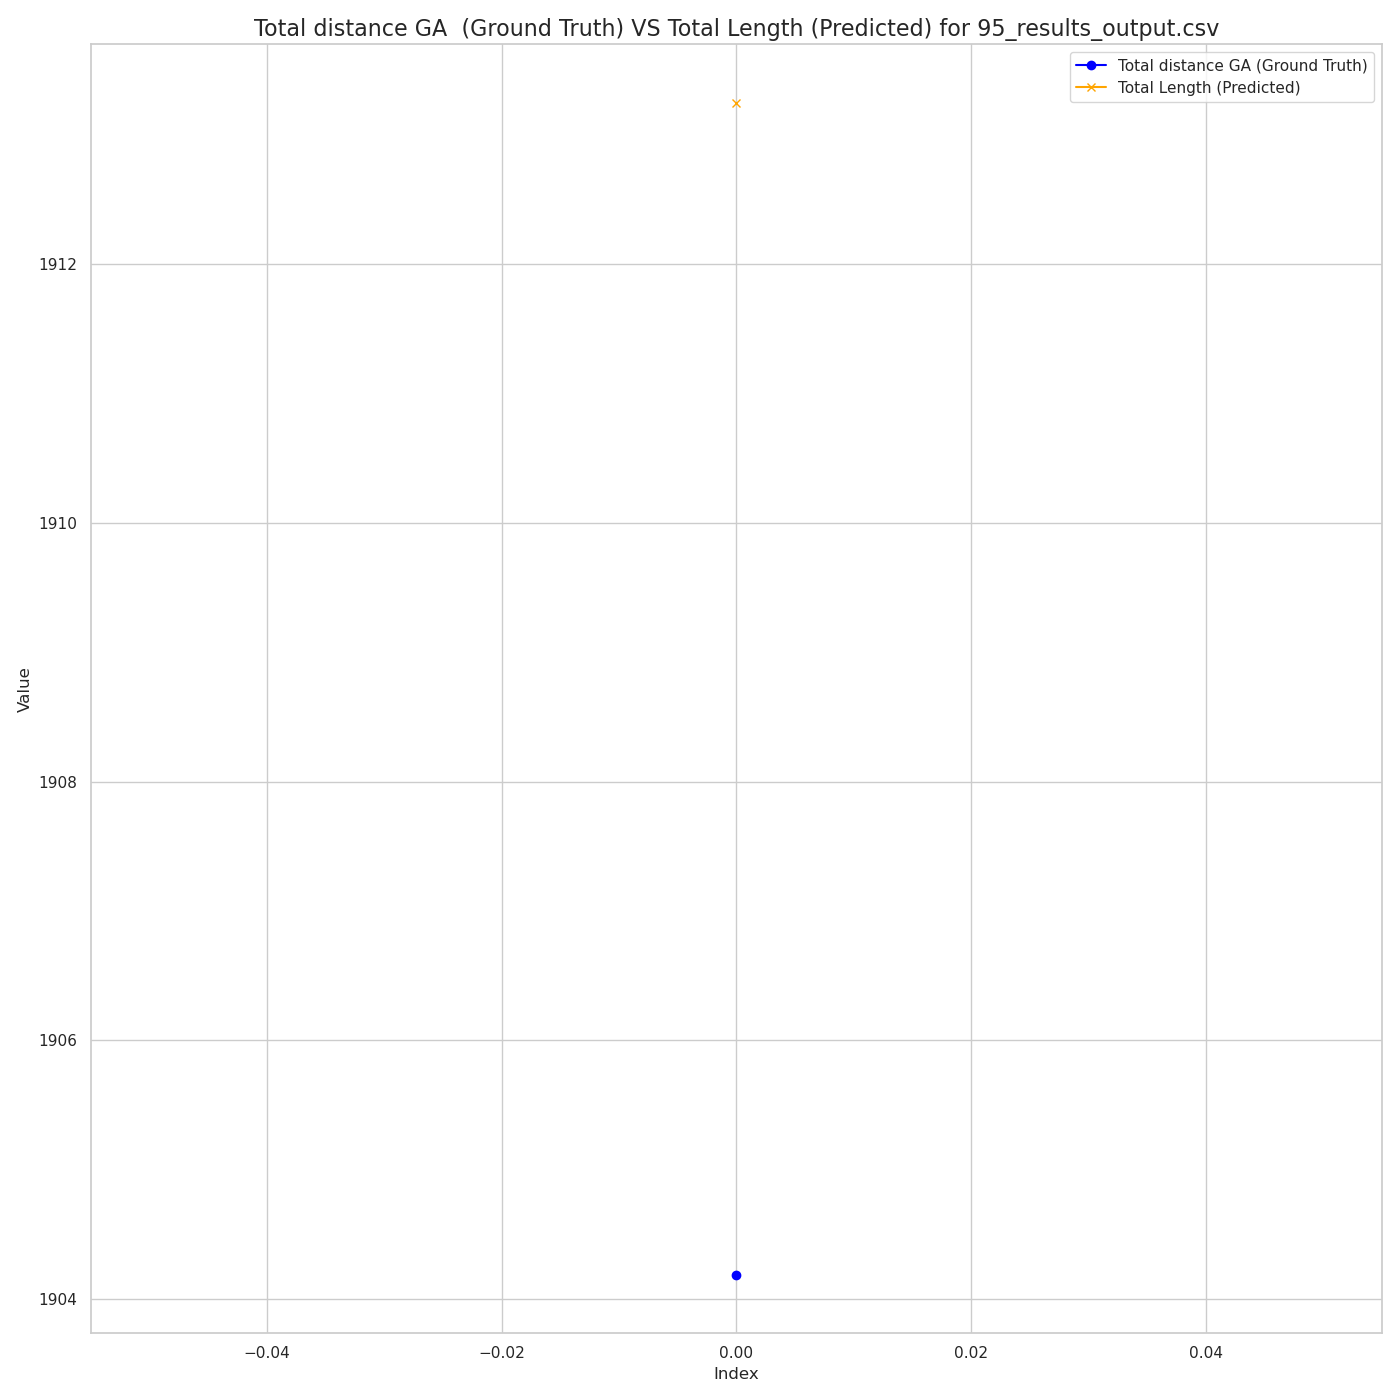 Total distance GA  (Ground Truth) VS Total Length (Predicted) for 95_results_output.csv
Total distance GA (Ground Truth)
Total Length (Predicted)
1912
1910
1908
1906
1904
Value
−0.04 −0.02 0.00 0.02 0.04
Index